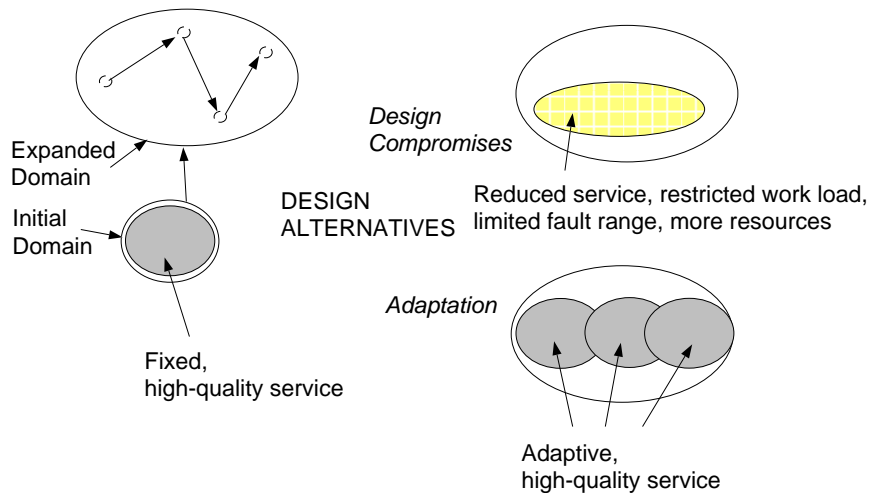 Expanded
Domain
Initial
Domain
Fixed,
high-quality service
DESIGN
ALTERNATIVES
Design
Compromises
Reduced service, restricted work load,
limited fault range, more resources
Adaptation
Adaptive,
high-quality service